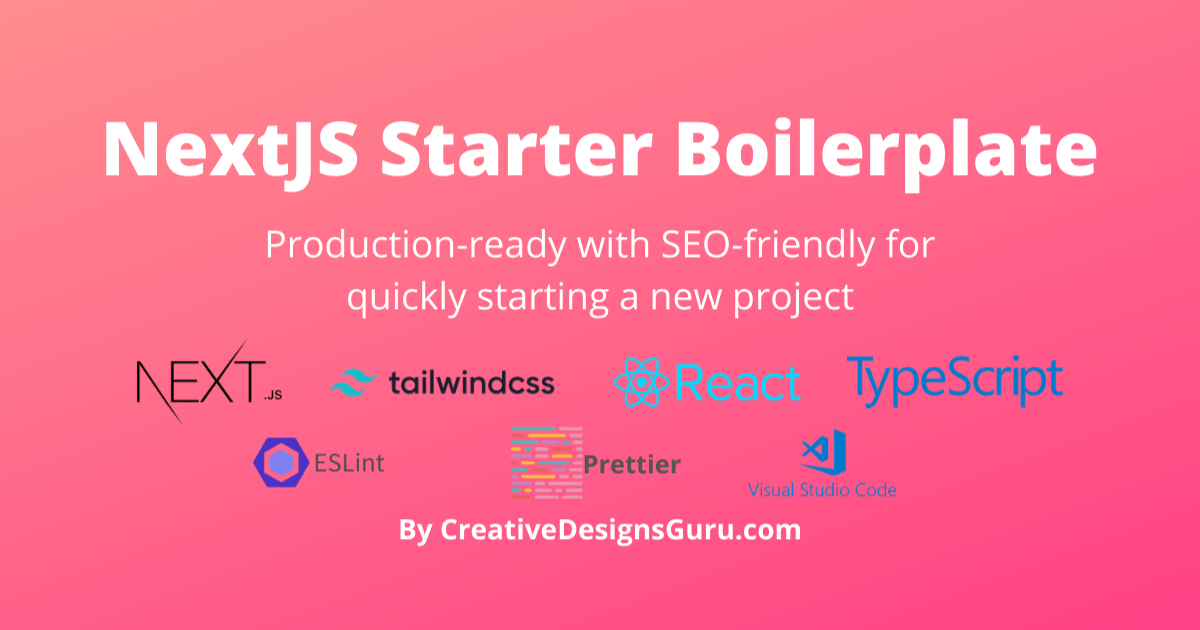 NextJS Starter Boilerplate
Production-ready with SEO-friendly for
quickly starting a new project
NEXT.JS tailwindcss React TypeScript
ESLint Prettier Visual Studio Code
By CreativeDesignsGuru.com